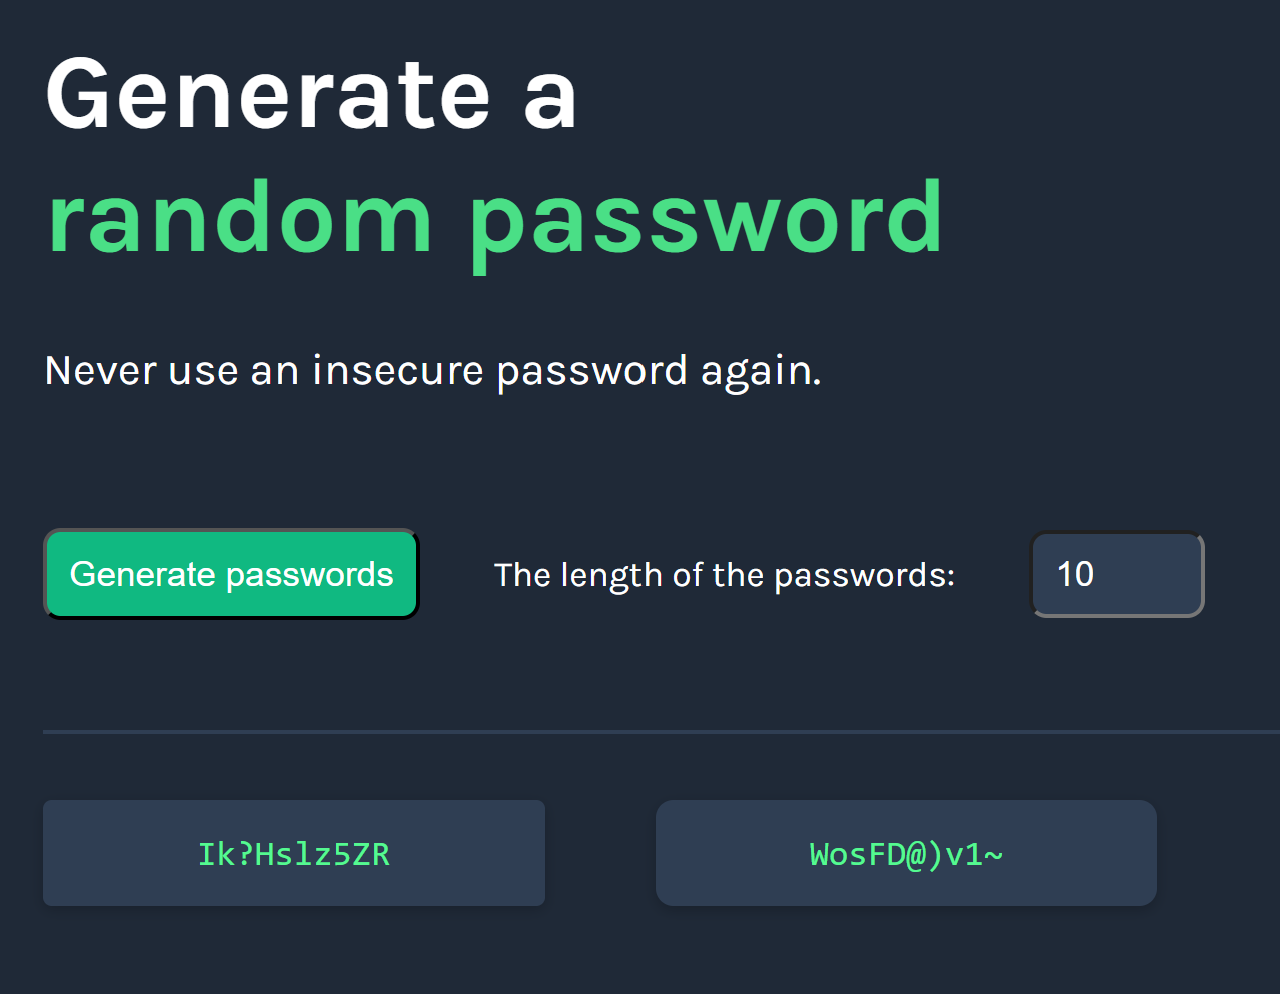 Generate a
random password
Never use an insecure password again.
Generate passwords
The length of the passwords:
10
Ik?Hslz5ZR
WosFD@)v1~